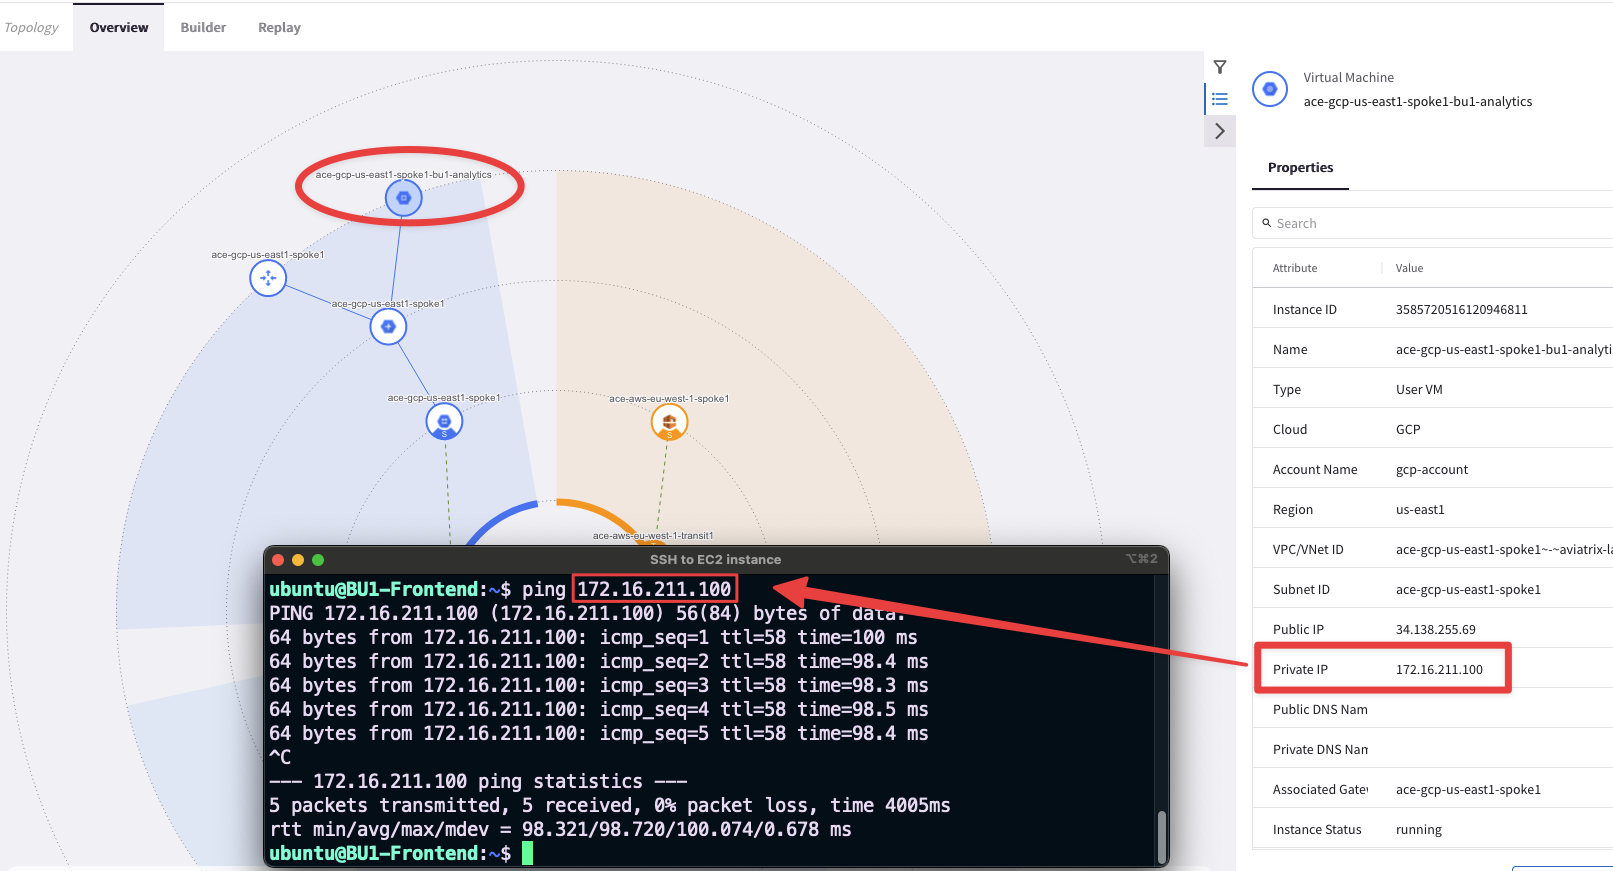 Topology
Overview
Builder
Replay
ace-gcp-us-east1-spoke1-bu1-analytics
ace-gcp-us-east1-spoke1
ace-gcp-us-east1-spoke1
ace-gcp-us-east1-spoke1
S
ace-aws-eu-west-1-spoke1
S
ace-aws-eu-west-1-transit1
SSH to EC2 instance
⌥⌘2
ubuntu@BU1-Frontend:~$ ping 172.16.211.100
PING 172.16.211.100 (172.16.211.100) 56(84) bytes of data.
64 bytes from 172.16.211.100: icmp_seq=1 ttl=58 time=100 ms
64 bytes from 172.16.211.100: icmp_seq=2 ttl=58 time=98.4 ms
64 bytes from 172.16.211.100: icmp_seq=3 ttl=58 time=98.3 ms
64 bytes from 172.16.211.100: icmp_seq=4 ttl=58 time=98.5 ms
64 bytes from 172.16.211.100: icmp_seq=5 ttl=58 time=98.4 ms
^C
--- 172.16.211.100 ping statistics ---
5 packets transmitted, 5 received, 0% packet loss, time 4005ms
rtt min/avg/max/mdev = 98.321/98.720/100.074/0.678 ms
ubuntu@BU1-Frontend:~$
Virtual Machine
ace-gcp-us-east1-spoke1-bu1-analytics
Properties
Search
Attribute Value
Instance ID 3585720516120946811
Name ace-gcp-us-east1-spoke1-bu1-analyti
Type User VM
Cloud GCP
Account Name gcp-account
Region us-east1
VPC/VNet ID ace-gcp-us-east1-spoke1~-~aviatrix-la
Subnet ID ace-gcp-us-east1-spoke1
Public IP 34.138.255.69
Private IP 172.16.211.100
Public DNS Nam
Private DNS Nam
Associated Gate ace-gcp-us-east1-spoke1
Instance Status running